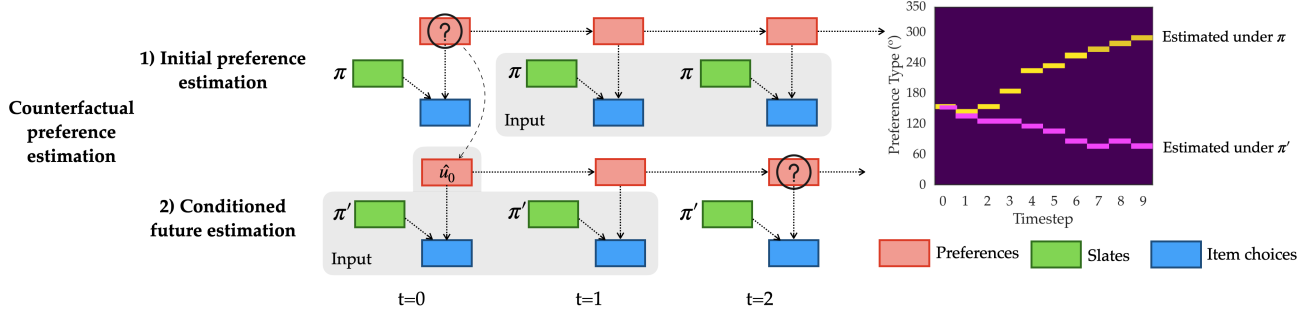 Counterfactual
preference
estimation
1) Initial preference
estimation
?
π
π
π
Input
2) Conditioned
future estimation
û₀
?
π′
π′
π′
Input
t=0
t=1
t=2
Preference Type (°)
350
300
240
180
120
60
0
0 1 2 3 4 5 6 7 8 9
Timestep
Estimated under π
Estimated under π′
Preferences
Slates
Item choices